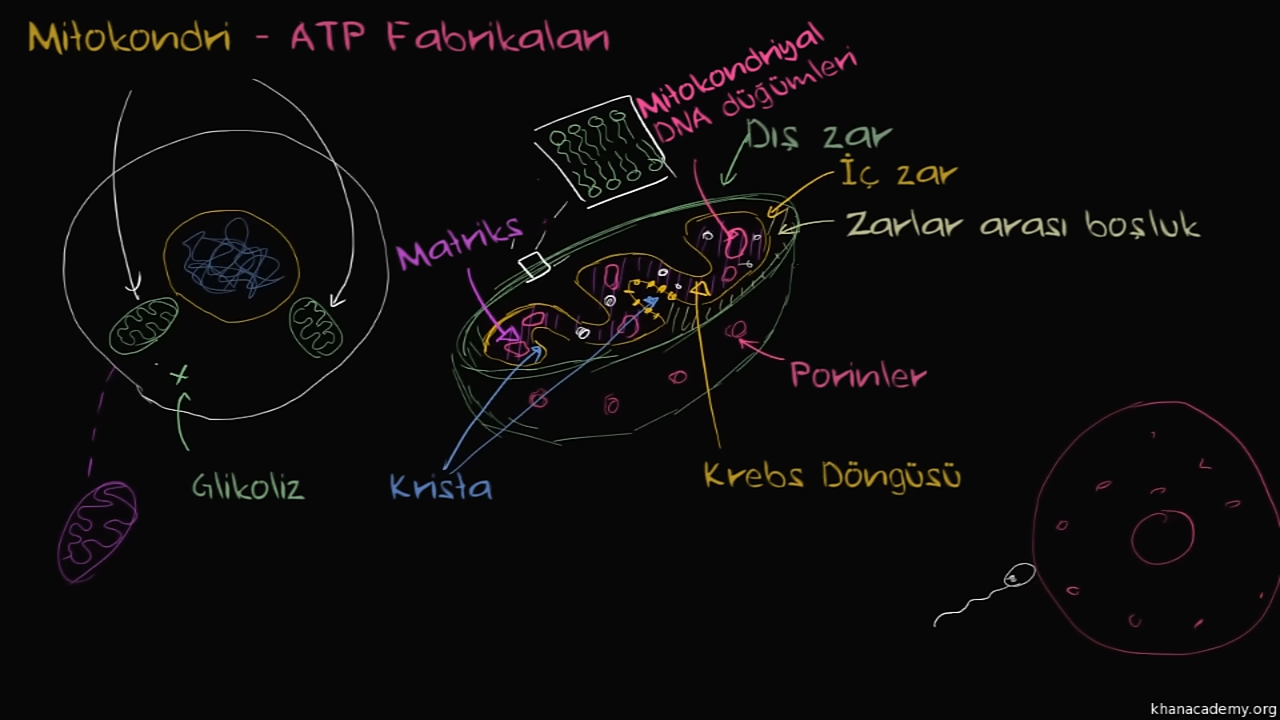 Mitokondri - ATP Fabrikaları
Mitokondriyal
DNA düğümleri
Dış zar
İç zar
Zarlar arası boşluk
Matriks
Porinler
Glikoliz
Krista
Krebs Döngüsü
khanacademy.org